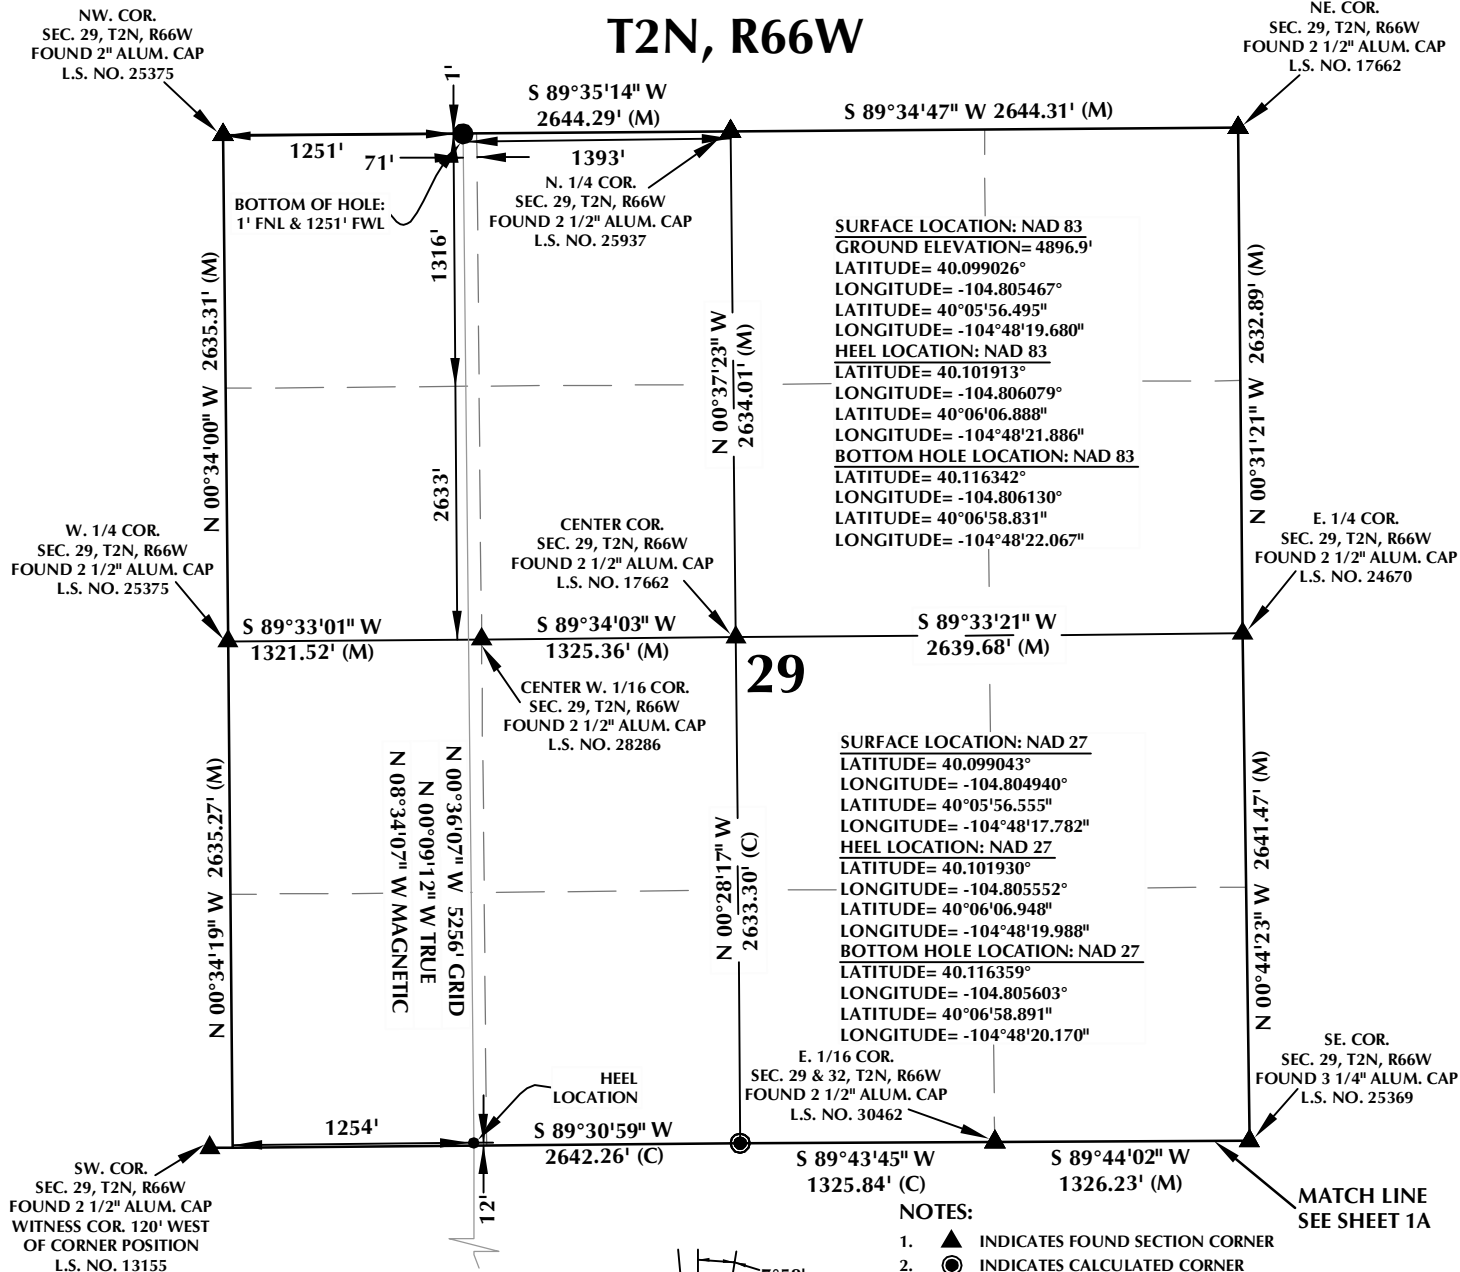 T2N, R66W
NW. COR.
SEC. 29, T2N, R66W
FOUND 2" ALUM. CAP
L.S. NO. 25375
NE. COR.
SEC. 29, T2N, R66W
FOUND 2 1/2" ALUM. CAP
L.S. NO. 17662
1'
S 89°35'14" W
2644.29' (M)
S 89°34'47" W 2644.31' (M)
1251'
71'
1393'
BOTTOM OF HOLE:
1' FNL & 1251' FWL
N. 1/4 COR.
SEC. 29, T2N, R66W
FOUND 2 1/2" ALUM. CAP
L.S. NO. 25937
1316'
2633'
N 00°34'00" W 2635.31' (M)
N 00°37'23" W
2634.01' (M)
N 00°31'21" W 2632.89' (M)
SURFACE LOCATION: NAD 83
GROUND ELEVATION= 4896.9'
LATITUDE= 40.099026°
LONGITUDE= -104.805467°
LATITUDE= 40°05'56.495"
LONGITUDE= -104°48'19.680"
HEEL LOCATION: NAD 83
LATITUDE= 40.101913°
LONGITUDE= -104.806079°
LATITUDE= 40°06'06.888"
LONGITUDE= -104°48'21.886"
BOTTOM HOLE LOCATION: NAD 83
LATITUDE= 40.116342°
LONGITUDE= -104.806130°
LATITUDE= 40°06'58.831"
LONGITUDE= -104°48'22.067"
W. 1/4 COR.
SEC. 29, T2N, R66W
FOUND 2 1/2" ALUM. CAP
L.S. NO. 25375
CENTER COR.
SEC. 29, T2N, R66W
FOUND 2 1/2" ALUM. CAP
L.S. NO. 17662
E. 1/4 COR.
SEC. 29, T2N, R66W
FOUND 2 1/2" ALUM. CAP
L.S. NO. 24670
S 89°33'01" W
1321.52' (M)
S 89°34'03" W
1325.36' (M)
S 89°33'21" W
2639.68' (M)
29
CENTER W. 1/16 COR.
SEC. 29, T2N, R66W
FOUND 2 1/2" ALUM. CAP
L.S. NO. 28286
N 00°34'19" W 2635.27' (M)
N 00°36'07" W 5256' GRID
N 00°09'12" W TRUE
N 08°34'07" W MAGNETIC
N 00°28'17" W
2633.30' (C)
N 00°44'23" W 2641.47' (M)
SURFACE LOCATION: NAD 27
LATITUDE= 40.099043°
LONGITUDE= -104.804940°
LATITUDE= 40°05'56.555"
LONGITUDE= -104°48'17.782"
HEEL LOCATION: NAD 27
LATITUDE= 40.101930°
LONGITUDE= -104.805552°
LATITUDE= 40°06'06.948"
LONGITUDE= -104°48'19.988"
BOTTOM HOLE LOCATION: NAD 27
LATITUDE= 40.116359°
LONGITUDE= -104.805603°
LATITUDE= 40°06'58.891"
LONGITUDE= -104°48'20.170"
HEEL
LOCATION
E. 1/16 COR.
SEC. 29 & 32, T2N, R66W
FOUND 2 1/2" ALUM. CAP
L.S. NO. 30462
SE. COR.
SEC. 29, T2N, R66W
FOUND 3 1/4" ALUM. CAP
L.S. NO. 25369
1254'
12'
S 89°30'59" W
2642.26' (C)
S 89°43'45" W
1325.84' (C)
S 89°44'02" W
1326.23' (M)
SW. COR.
SEC. 29, T2N, R66W
FOUND 2 1/2" ALUM. CAP
WITNESS COR. 120' WEST
OF CORNER POSITION
L.S. NO. 13155
MATCH LINE
SEE SHEET 1A
NOTES:
1. INDICATES FOUND SECTION CORNER
2. INDICATES CALCULATED CORNER